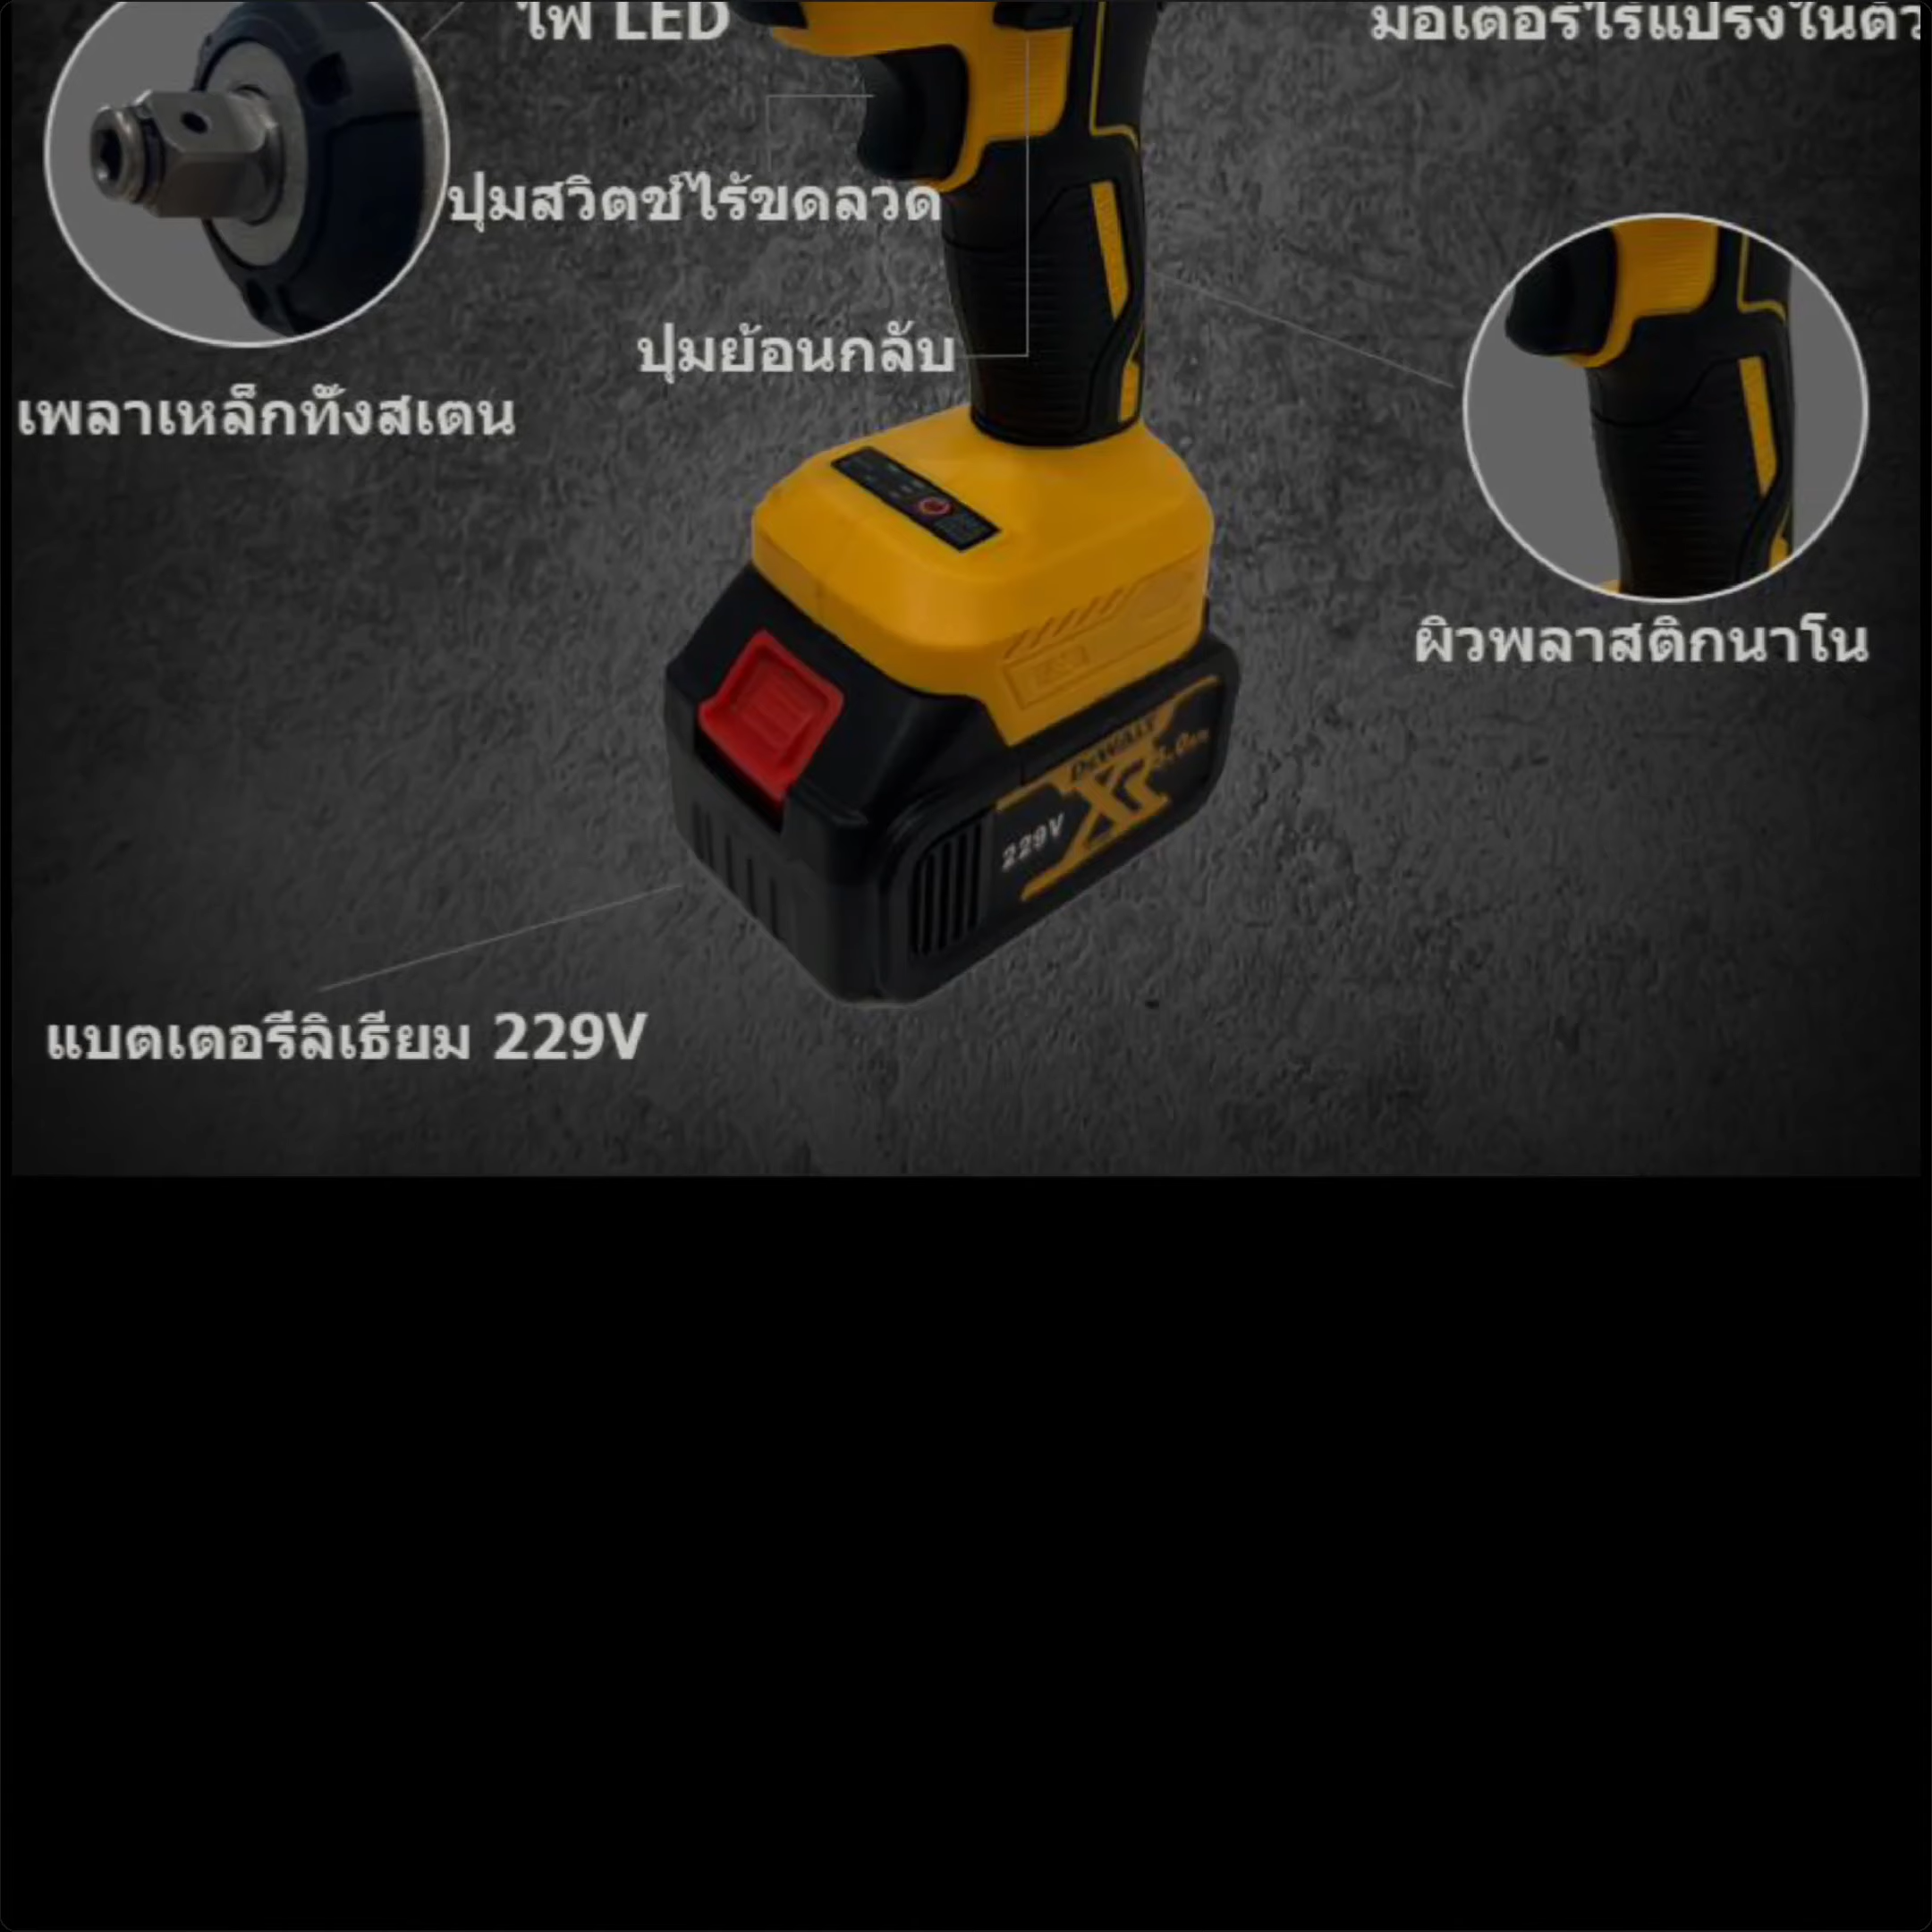 ไฟ LED
มอเตอร์ไร้แปรงในตัว
ปุ่มสวิตช์ไร้ขดลวด
ปุ่มย้อนกลับ
เพลาเหล็กทั้งสเตน
ผิวพลาสติกนาโน
DEWALT
XR 5.0Ah
229V
แบตเตอรี่ลิเธียม 229V